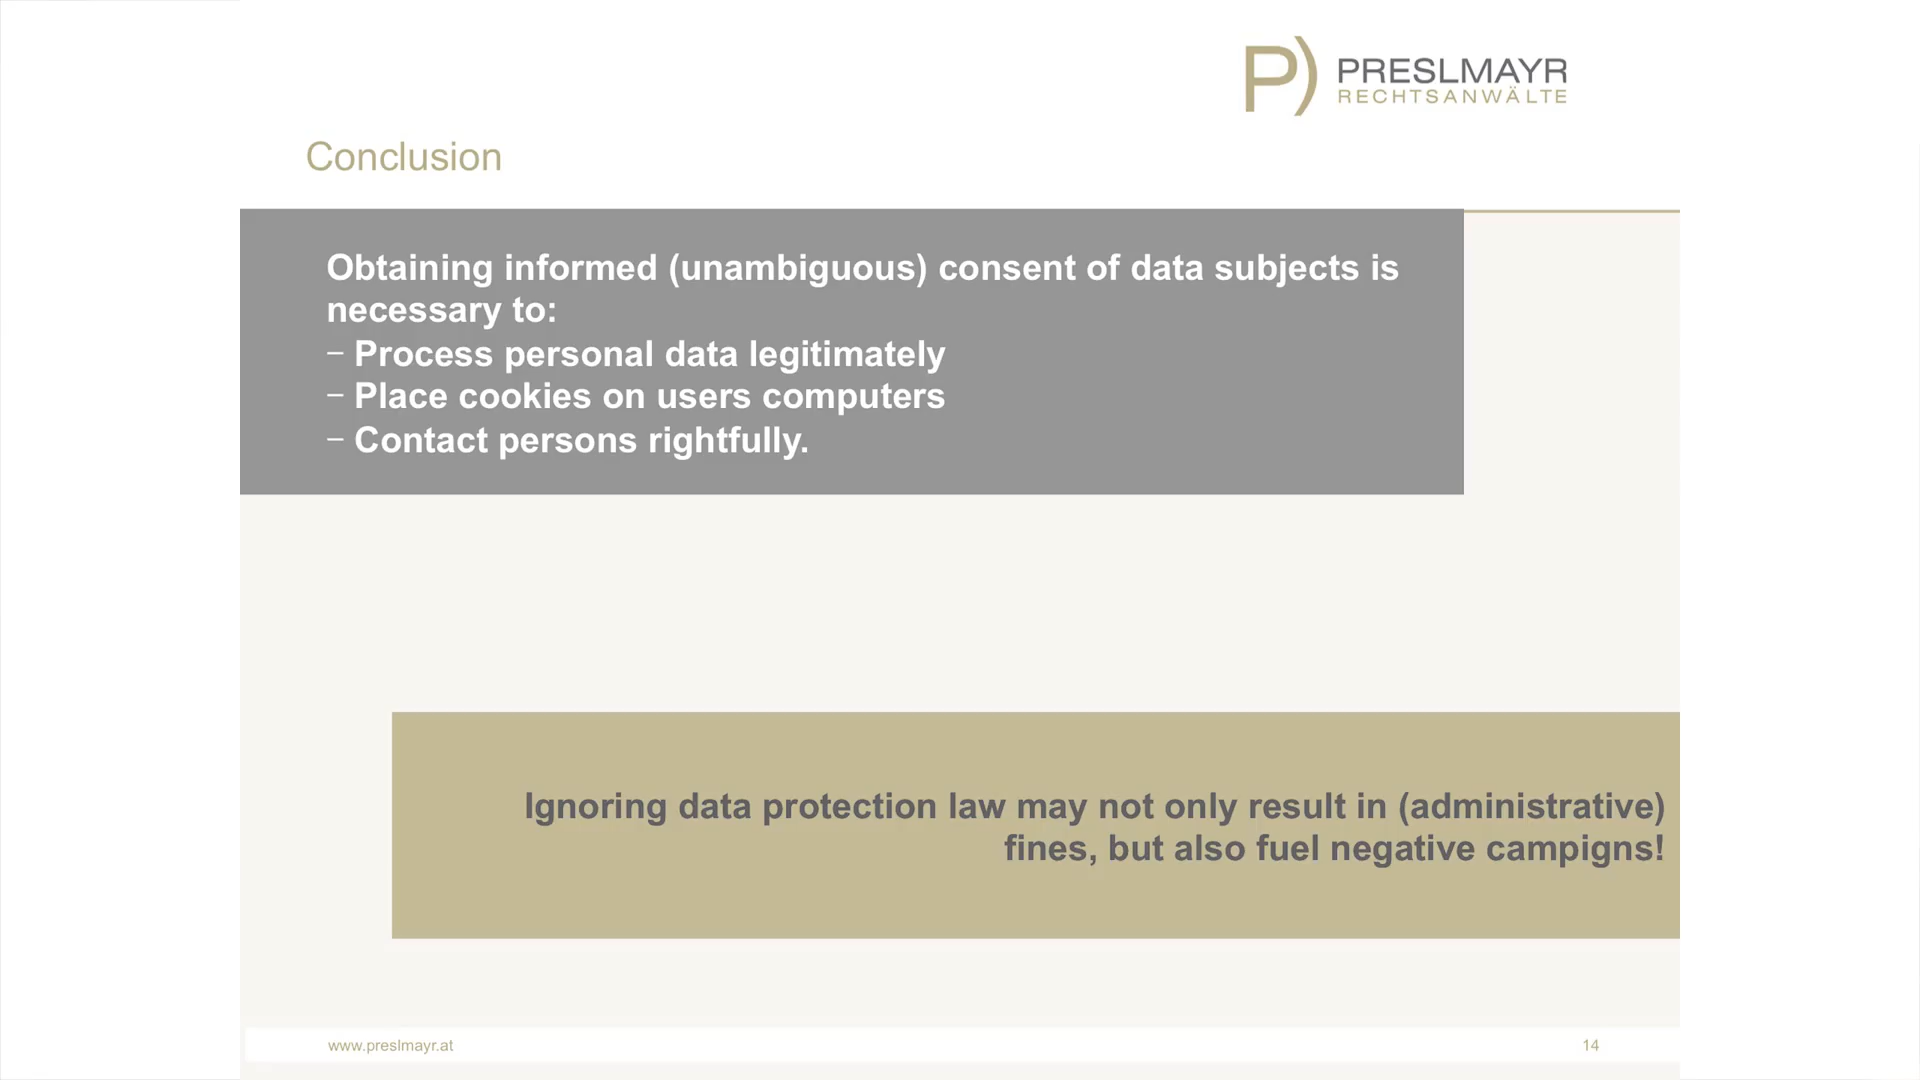 P) PRESLMAYR
RECHTSANWÄLTE
Conclusion
Obtaining informed (unambiguous) consent of data subjects is
necessary to:
− Process personal data legitimately
− Place cookies on users computers
− Contact persons rightfully.
Ignoring data protection law may not only result in (administrative)
fines, but also fuel negative campigns!
www.preslmayr.at
14